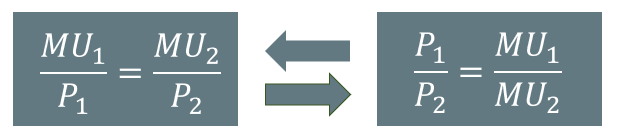 MU₁/P₁ = MU₂/P₂
P₁/P₂ = MU₁/MU₂